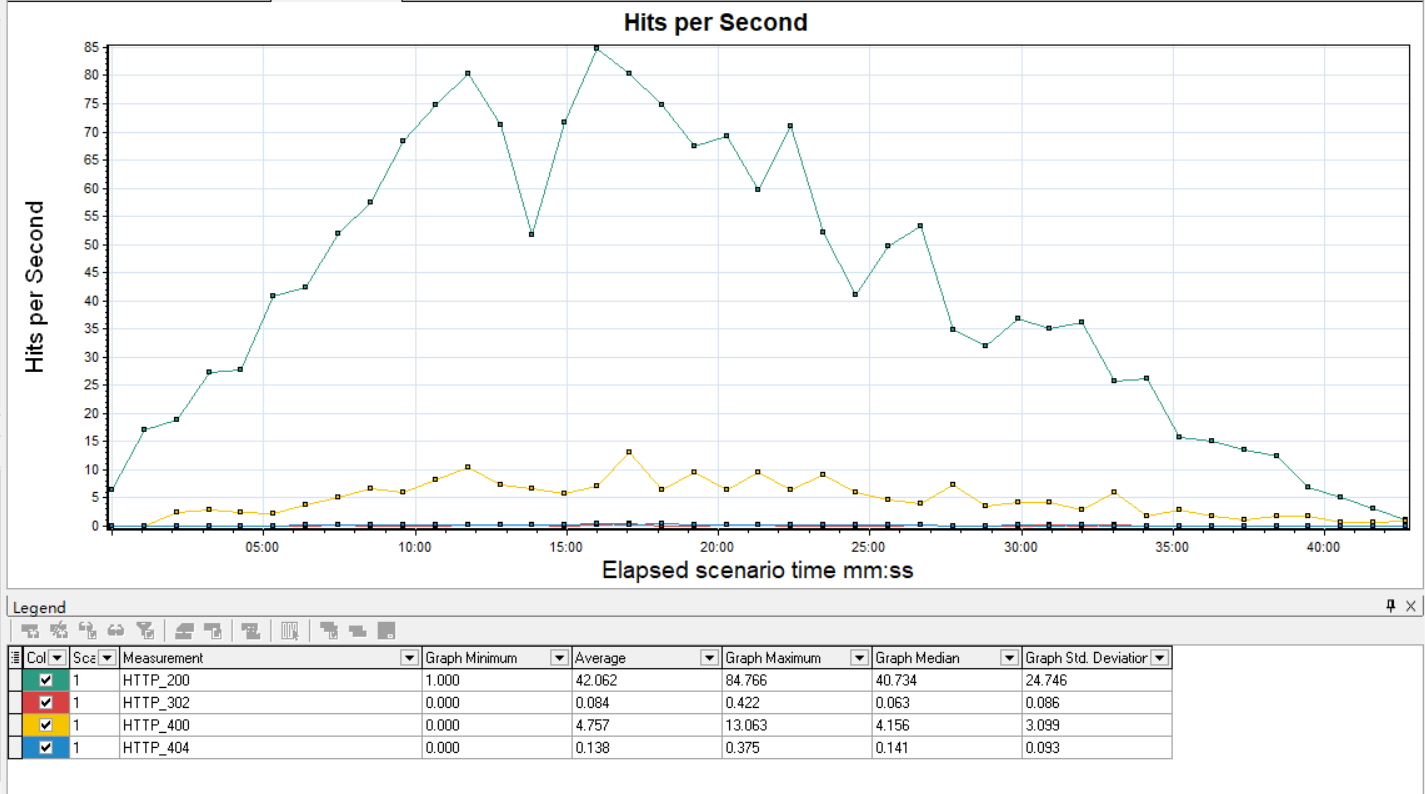 Hits per Second
85
80
75
70
65
60
55
50
45
40
35
30
25
20
15
10
5
0
Hits per Second
05:00 10:00 15:00 20:00 25:00 30:00 35:00 40:00
Elapsed scenario time mm:ss
Legend
Col Sca Measurement Graph Minimum Average Graph Maximum Graph Median Graph Std. Deviation
1 HTTP_200 1.000 42.062 84.766 40.734 24.746
1 HTTP_302 0.000 0.084 0.422 0.063 0.086
1 HTTP_400 0.000 4.757 13.063 4.156 3.099
1 HTTP_404 0.000 0.138 0.375 0.141 0.093